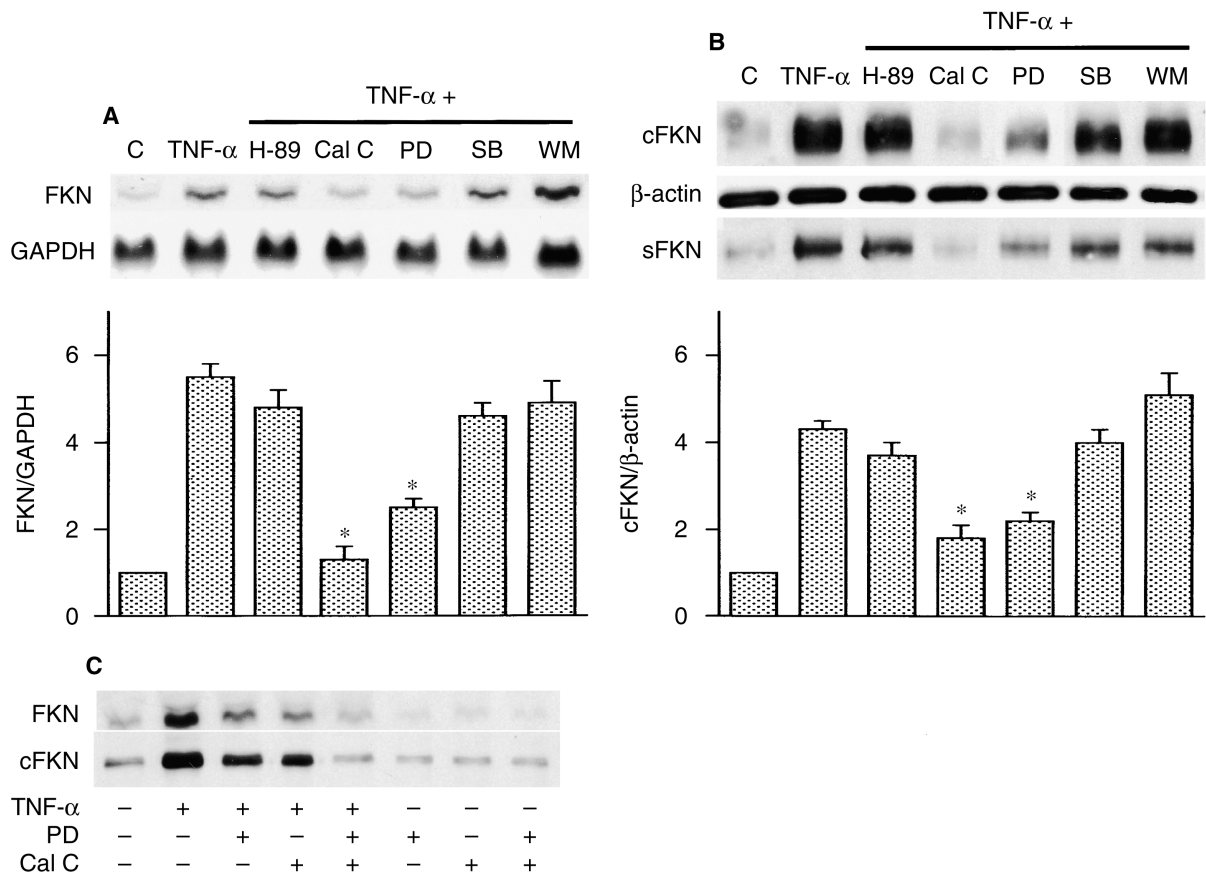 A
TNF-α +
C TNF-α H-89 Cal C PD SB WM
FKN
GAPDH
FKN/GAPDH
6
4
2
0
* *
B
TNF-α +
C TNF-α H-89 Cal C PD SB WM
cFKN
β-actin
sFKN
cFKN/β-actin
6
4
2
0
* *
C
FKN
cFKN
TNF-α – + + + + – – –
PD – – + – + + – +
Cal C – – – + + – + +